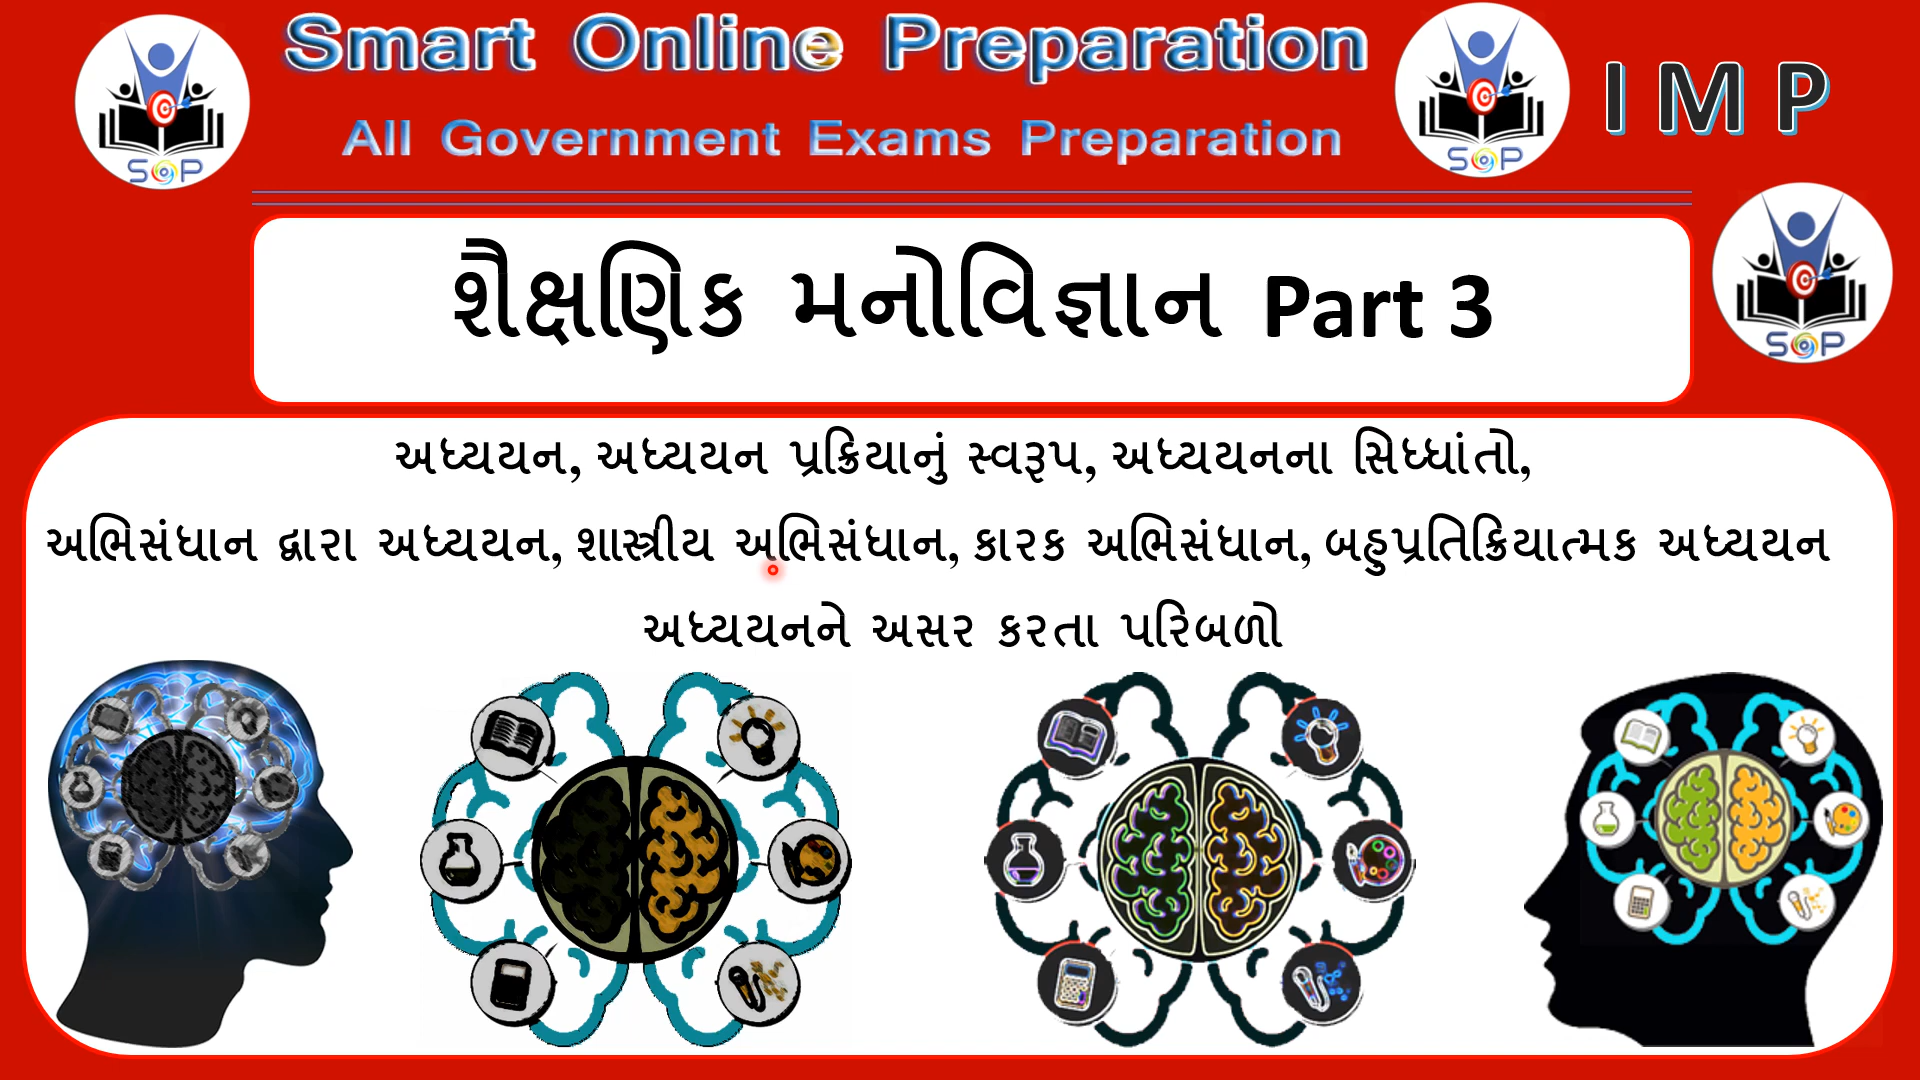 Smart Online Preparation
I M P
All Government Exams Preparation
SOP
SOP
SOP
શૈક્ષણિક મનોવિજ્ઞાન Part 3
અધ્યયન, અધ્યયન પ્રક્રિયાનું સ્વરૂપ, અધ્યયનના સિધ્ધાંતો,
અભિસંધાન દ્વારા અધ્યયન, શાસ્ત્રીય અભિસંધાન, કારક અભિસંધાન, બહુપ્રતિક્રિયાત્મક અધ્યયન
અધ્યયનને અસર કરતા પરિબળો